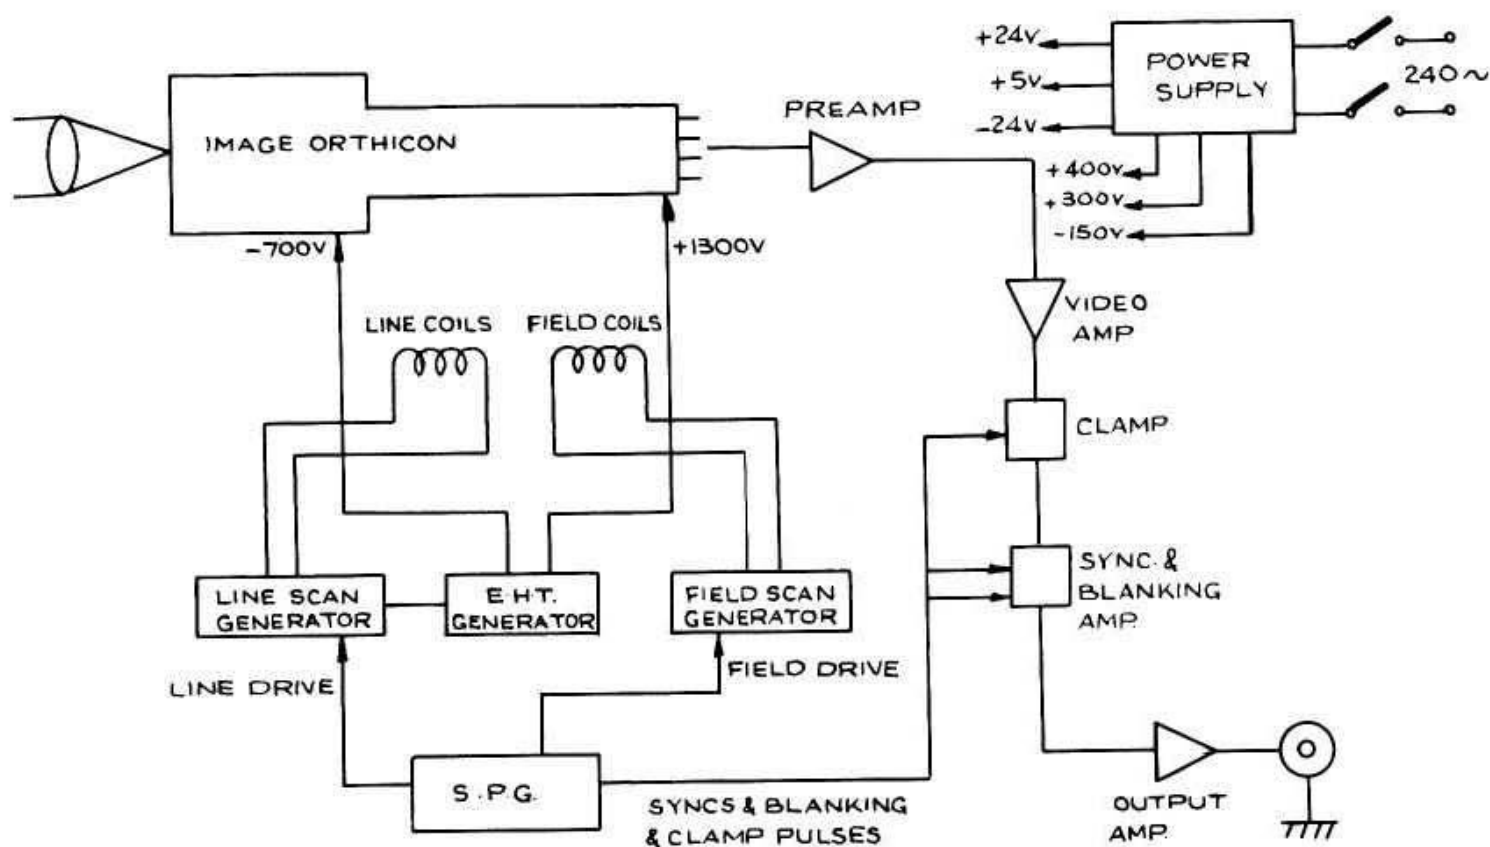 +24V
+5V
-24V
POWER
SUPPLY
240~
+400V
+300V
-150V
PREAMP
IMAGE ORTHICON
-700V
+1300V
VIDEO
AMP
LINE COILS
FIELD COILS
CLAMP
SYNC. &
BLANKING
AMP.
LINE SCAN
GENERATOR
E.H.T.
GENERATOR
FIELD SCAN
GENERATOR
LINE DRIVE
FIELD DRIVE
S.P.G.
SYNCS & BLANKING
& CLAMP PULSES
OUTPUT
AMP.